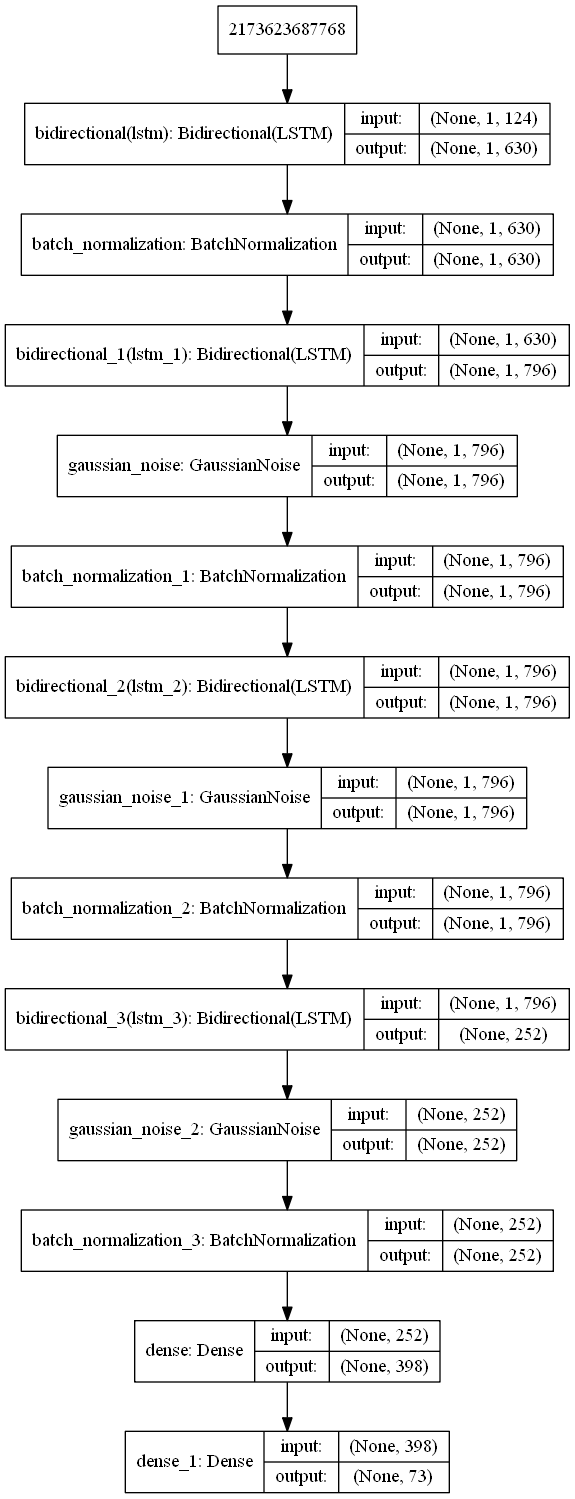 2173623687768
bidirectional(lstm): Bidirectional(LSTM)
input: (None, 1, 124)
output: (None, 1, 630)
batch_normalization: BatchNormalization
input: (None, 1, 630)
output: (None, 1, 630)
bidirectional_1(lstm_1): Bidirectional(LSTM)
input: (None, 1, 630)
output: (None, 1, 796)
gaussian_noise: GaussianNoise
input: (None, 1, 796)
output: (None, 1, 796)
batch_normalization_1: BatchNormalization
input: (None, 1, 796)
output: (None, 1, 796)
bidirectional_2(lstm_2): Bidirectional(LSTM)
input: (None, 1, 796)
output: (None, 1, 796)
gaussian_noise_1: GaussianNoise
input: (None, 1, 796)
output: (None, 1, 796)
batch_normalization_2: BatchNormalization
input: (None, 1, 796)
output: (None, 1, 796)
bidirectional_3(lstm_3): Bidirectional(LSTM)
input: (None, 1, 796)
output: (None, 252)
gaussian_noise_2: GaussianNoise
input: (None, 252)
output: (None, 252)
batch_normalization_3: BatchNormalization
input: (None, 252)
output: (None, 252)
dense: Dense
input: (None, 252)
output: (None, 398)
dense_1: Dense
input: (None, 398)
output: (None, 73)